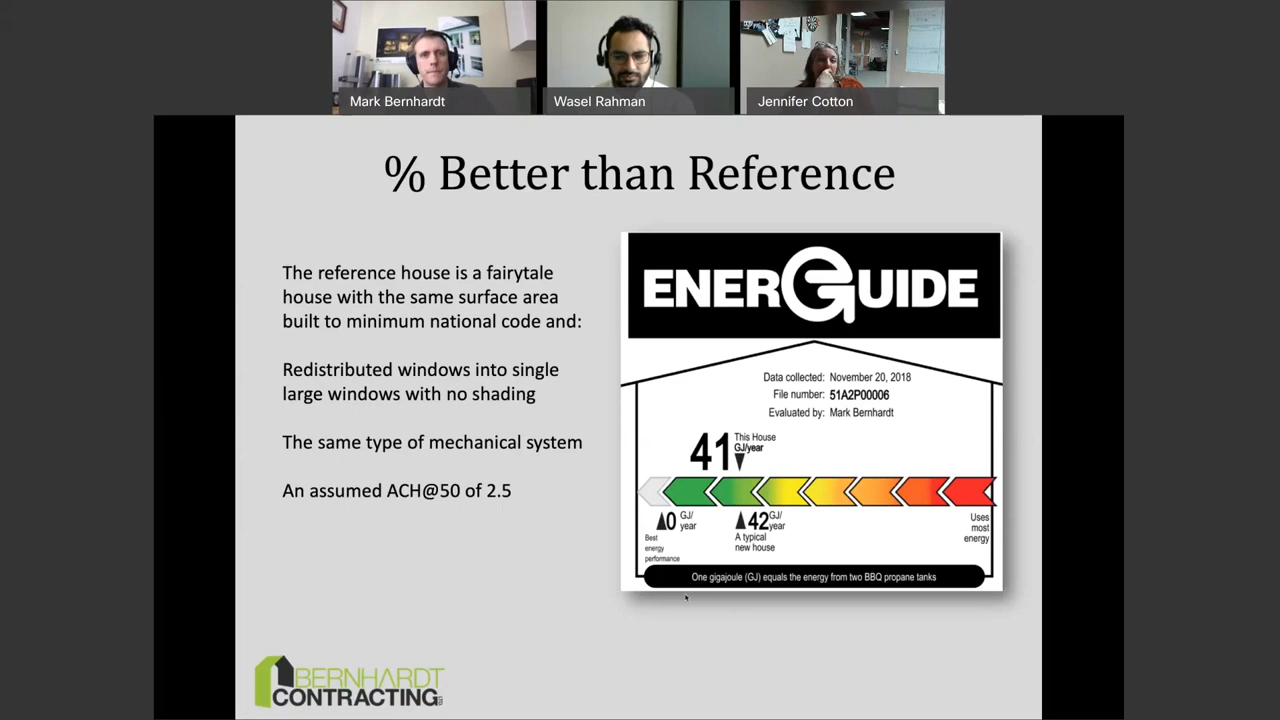 Mark Bernhardt
Wasel Rahman
Jennifer Cotton
% Better than Reference
The reference house is a fairytale
house with the same surface area
built to minimum national code and:
Redistributed windows into single
large windows with no shading
The same type of mechanical system
An assumed ACH@50 of 2.5
ENERGUIDE
Data collected: November 20, 2018
File number: 51A2P00006
Evaluated by: Mark Bernhardt
41 This House
GJ/year
0 GJ/
year
Best
energy
performance
42 GJ/
year
A typical
new house
Uses
most
energy
One gigajoule (GJ) equals the energy from two BBQ propane tanks
BERNHARDT
CONTRACTING